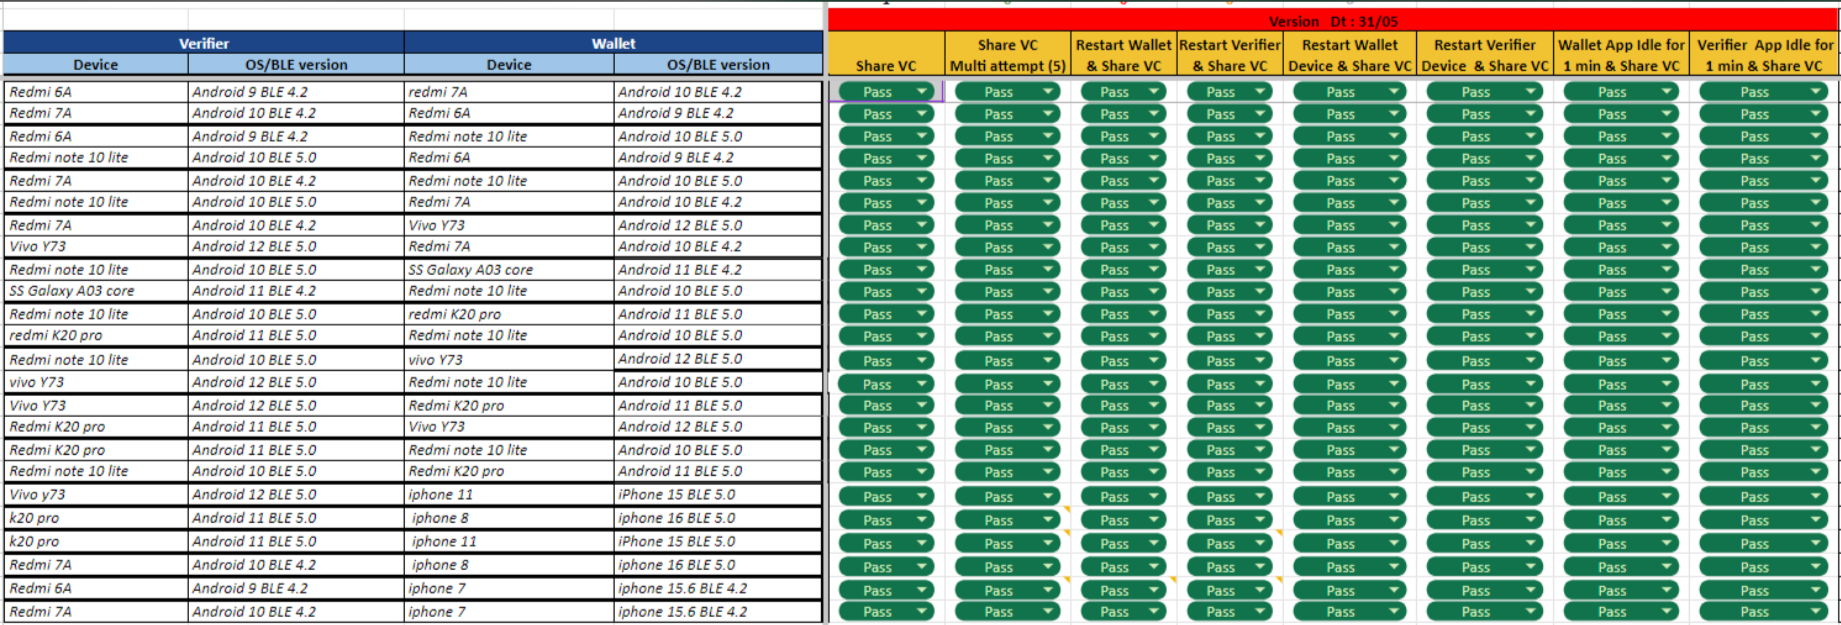 Version Dt : 31/05
Verifier Wallet
Share VC Restart Wallet Restart Verifier Restart Wallet Restart Verifier Wallet App Idle for Verifier App Idle for
Device OS/BLE version Device OS/BLE version Share VC Multi attempt (5) & Share VC & Share VC Device & Share VC Device & Share VC 1 min & Share VC 1 min & Share VC
Redmi 6A Android 9 BLE 4.2 redmi 7A Android 10 BLE 4.2 Pass Pass Pass Pass Pass Pass Pass Pass
Redmi 7A Android 10 BLE 4.2 Redmi 6A Android 9 BLE 4.2 Pass Pass Pass Pass Pass Pass Pass Pass
Redmi 6A Android 9 BLE 4.2 Redmi note 10 lite Android 10 BLE 5.0 Pass Pass Pass Pass Pass Pass Pass Pass
Redmi note 10 lite Android 10 BLE 5.0 Redmi 6A Android 9 BLE 4.2 Pass Pass Pass Pass Pass Pass Pass Pass
Redmi 7A Android 10 BLE 4.2 Redmi note 10 lite Android 10 BLE 5.0 Pass Pass Pass Pass Pass Pass Pass Pass
Redmi note 10 lite Android 10 BLE 5.0 Redmi 7A Android 10 BLE 4.2 Pass Pass Pass Pass Pass Pass Pass Pass
Redmi 7A Android 10 BLE 4.2 Vivo Y73 Android 12 BLE 5.0 Pass Pass Pass Pass Pass Pass Pass Pass
Vivo Y73 Android 12 BLE 5.0 Redmi 7A Android 10 BLE 4.2 Pass Pass Pass Pass Pass Pass Pass Pass
Redmi note 10 lite Android 10 BLE 5.0 SS Galaxy A03 core Android 11 BLE 4.2 Pass Pass Pass Pass Pass Pass Pass Pass
SS Galaxy A03 core Android 11 BLE 4.2 Redmi note 10 lite Android 10 BLE 5.0 Pass Pass Pass Pass Pass Pass Pass Pass
Redmi note 10 lite Android 10 BLE 5.0 redmi K20 pro Android 11 BLE 5.0 Pass Pass Pass Pass Pass Pass Pass Pass
redmi K20 pro Android 11 BLE 5.0 Redmi note 10 lite Android 10 BLE 5.0 Pass Pass Pass Pass Pass Pass Pass Pass
Redmi note 10 lite Android 10 BLE 5.0 vivo Y73 Android 12 BLE 5.0 Pass Pass Pass Pass Pass Pass Pass Pass
vivo Y73 Android 12 BLE 5.0 Redmi note 10 lite Android 10 BLE 5.0 Pass Pass Pass Pass Pass Pass Pass Pass
Vivo Y73 Android 12 BLE 5.0 Redmi K20 pro Android 11 BLE 5.0 Pass Pass Pass Pass Pass Pass Pass Pass
Redmi K20 pro Android 11 BLE 5.0 Vivo Y73 Android 12 BLE 5.0 Pass Pass Pass Pass Pass Pass Pass Pass
Redmi K20 pro Android 11 BLE 5.0 Redmi note 10 lite Android 10 BLE 5.0 Pass Pass Pass Pass Pass Pass Pass Pass
Redmi note 10 lite Android 10 BLE 5.0 Redmi K20 pro Android 11 BLE 5.0 Pass Pass Pass Pass Pass Pass Pass Pass
Vivo y73 Android 12 BLE 5.0 iphone 11 iPhone 15 BLE 5.0 Pass Pass Pass Pass Pass Pass Pass Pass
k20 pro Android 11 BLE 5.0 iphone 8 iphone 16 BLE 5.0 Pass Pass Pass Pass Pass Pass Pass Pass
k20 pro Android 11 BLE 5.0 iphone 11 iPhone 15 BLE 5.0 Pass Pass Pass Pass Pass Pass Pass Pass
Redmi 7A Android 10 BLE 4.2 iphone 8 iphone 16 BLE 5.0 Pass Pass Pass Pass Pass Pass Pass Pass
Redmi 6A Android 9 BLE 4.2 iphone 7 iphone 15.6 BLE 4.2 Pass Pass Pass Pass Pass Pass Pass Pass
Redmi 7A Android 10 BLE 4.2 iphone 7 iphone 15.6 BLE 4.2 Pass Pass Pass Pass Pass Pass Pass Pass